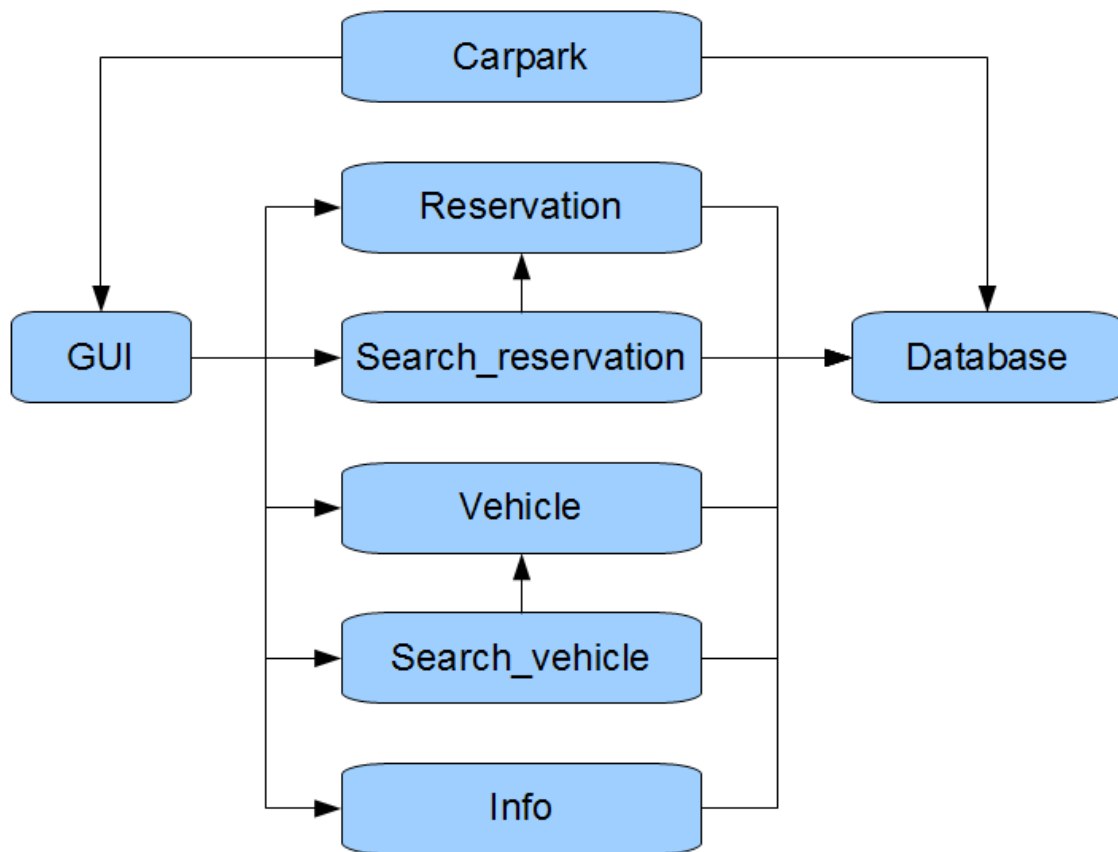 Carpark
Reservation
GUI
Search_reservation
Database
Vehicle
Search_vehicle
Info